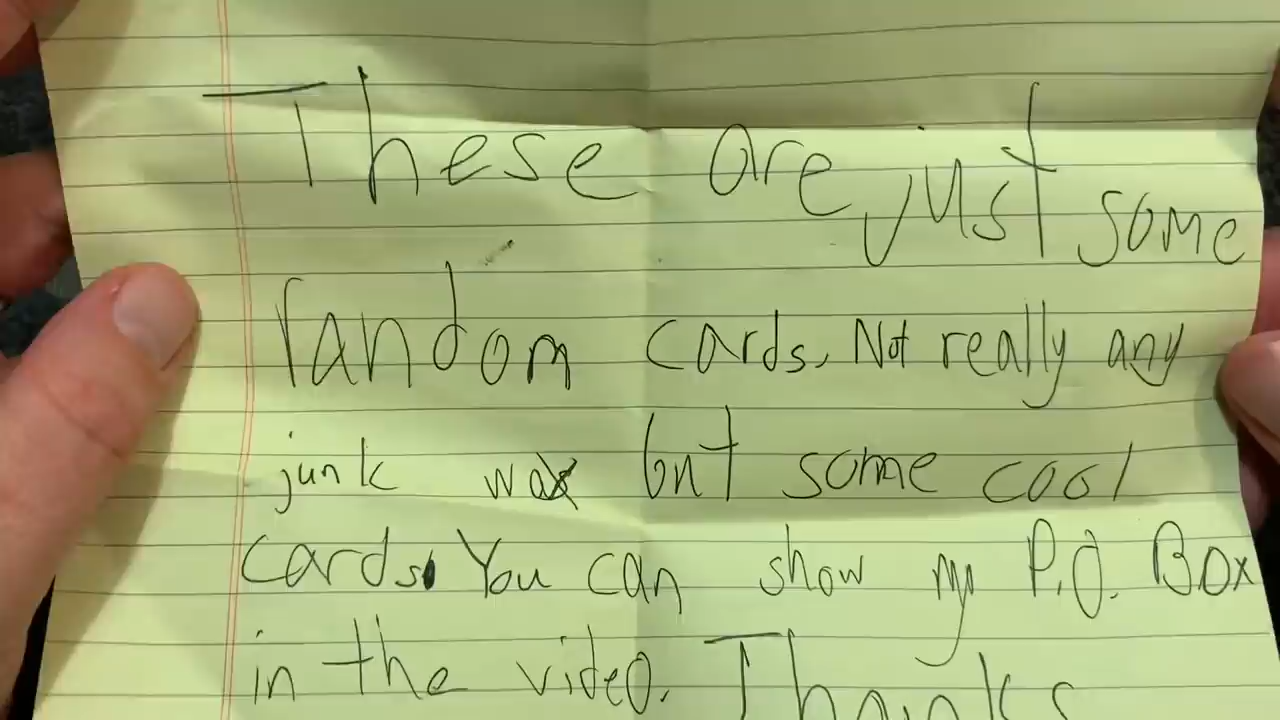 These are just some
random cards, Not really any
junk wax but some cool
cards. You can show my P.O. Box
in the video. Thanks